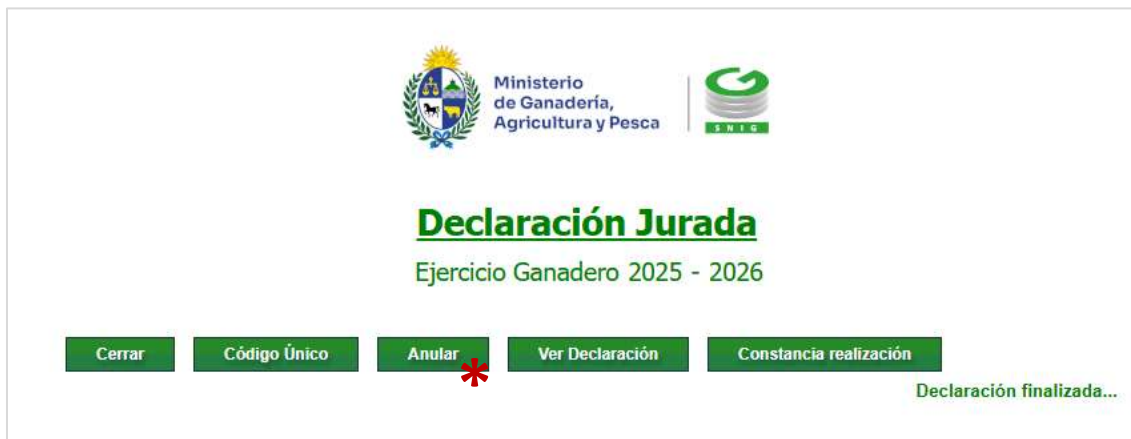 Ministerio
de Ganadería,
Agricultura y Pesca
SNIG
Declaración Jurada
Ejercicio Ganadero 2025 - 2026
Cerrar Código Único Anular * Ver Declaración Constancia realización
Declaración finalizada...